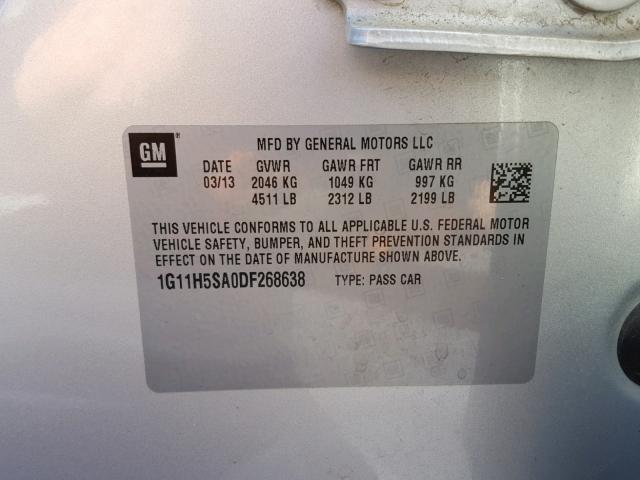 GM ®
MFD BY GENERAL MOTORS LLC
DATE GVWR GAWR FRT GAWR RR
03/13 2046 KG 1049 KG 997 KG
4511 LB 2312 LB 2199 LB
THIS VEHICLE CONFORMS TO ALL APPLICABLE U.S. FEDERAL MOTOR
VEHICLE SAFETY, BUMPER, AND THEFT PREVENTION STANDARDS IN
EFFECT ON THE DATE OF MANUFACTURE SHOWN ABOVE.
1G11H5SA0DF268638 TYPE: PASS CAR